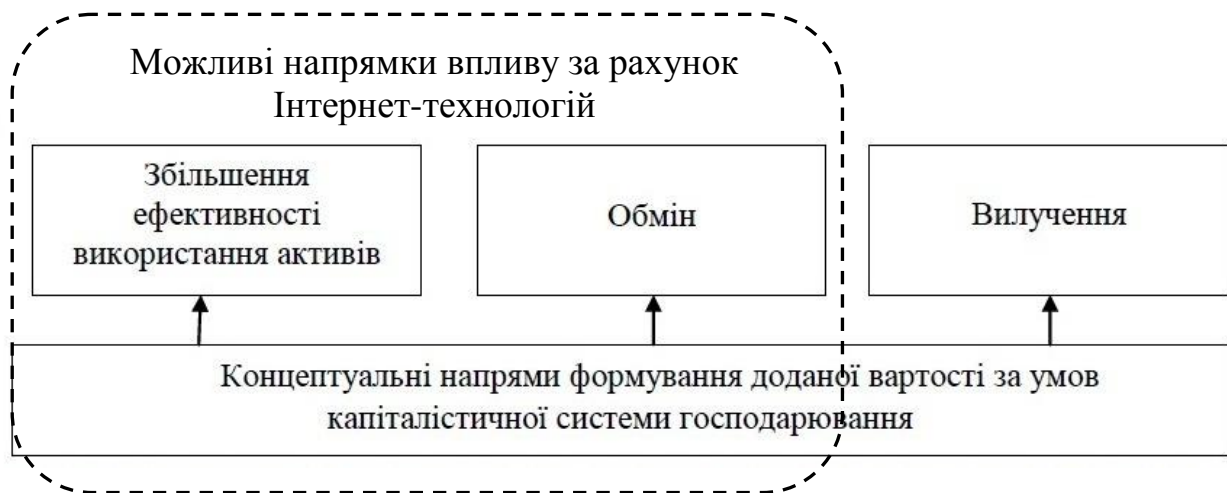 Можливі напрямки впливу за рахунок
Інтернет-технологій
Збільшення
ефективності
використання активів
Обмін
Вилучення
Концептуальні напрями формування доданої вартості за умов
капіталістичної системи господарювання